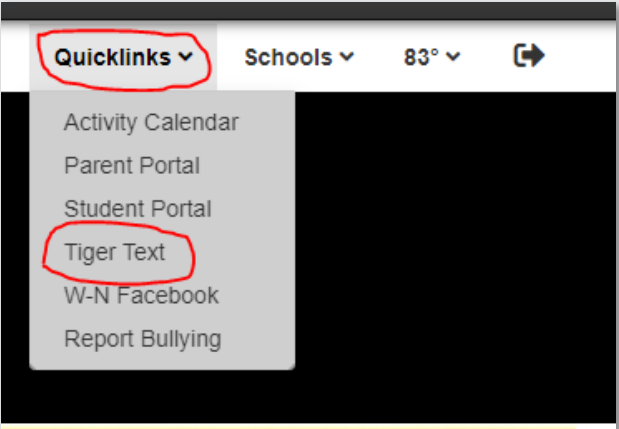 Quicklinks Schools 83°
Activity Calendar
Parent Portal
Student Portal
Tiger Text
W-N Facebook
Report Bullying